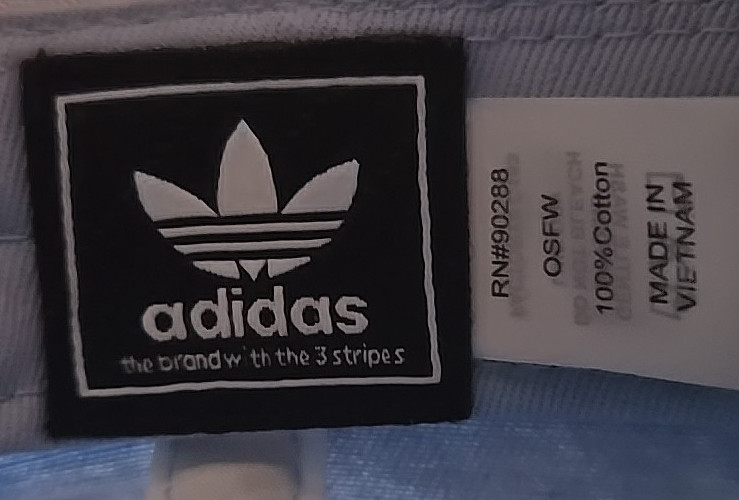 adidas
the brand with the 3 stripes
RN#90288
OSFW
100%Cotton
MADE IN
VIETNAM